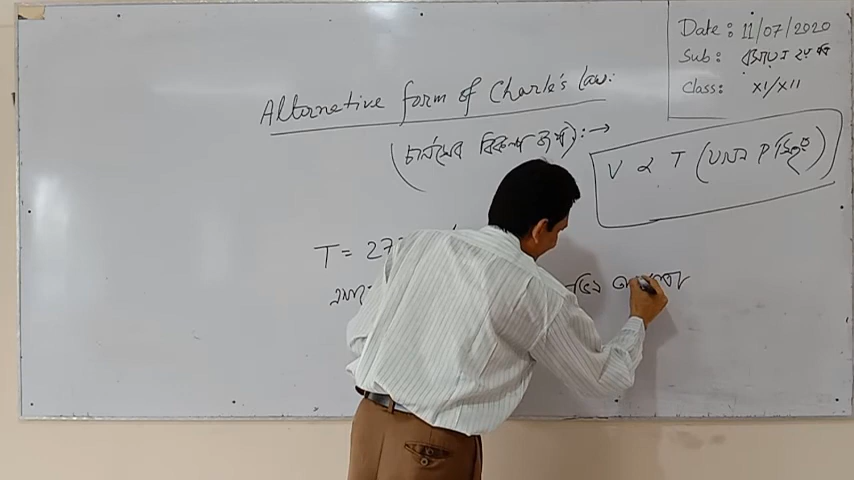 Date: 11/07/2020
Sub: রসায়ন ২য় পত্র
Class: XI/XII
Alternetive form of Charle's law:
(চার্লসের বিকল্প রূপ):→
V ∝ T (যখন P স্থির)
T = 27